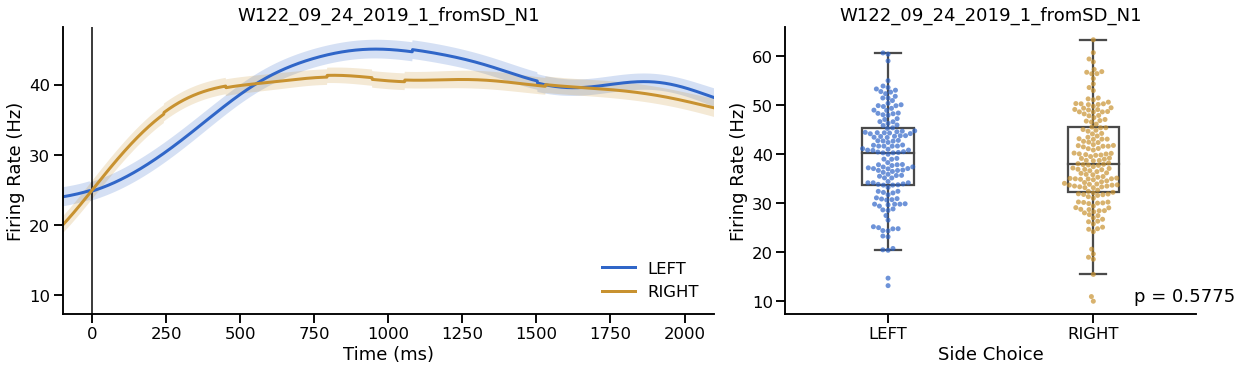 W122_09_24_2019_1_fromSD_N1
Firing Rate (Hz)
40
30
20
10
LEFT
RIGHT
0 250 500 750 1000 1250 1500 1750 2000
Time (ms)
W122_09_24_2019_1_fromSD_N1
Firing Rate (Hz)
60
50
40
30
20
10
p = 0.5775
LEFT RIGHT
Side Choice